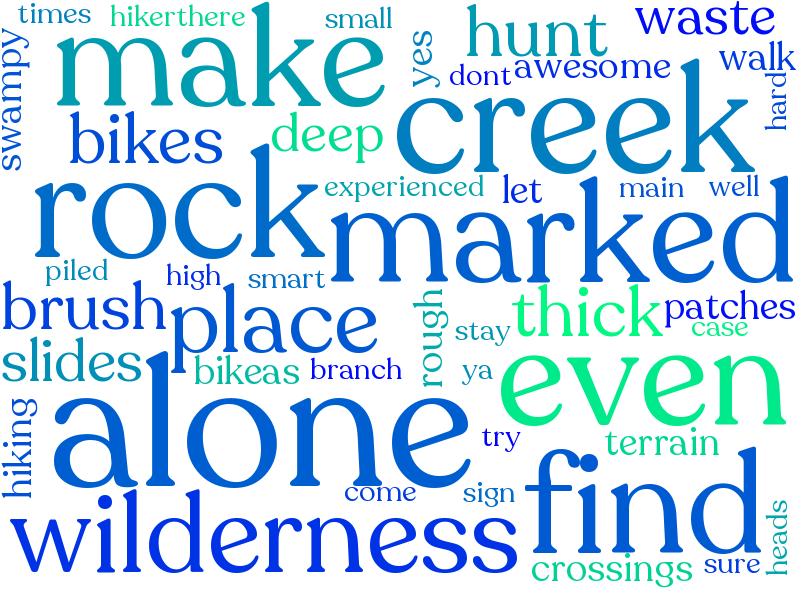 times
hikerthere
small
waste
swampy
make
yes
hunt
dont
awesome
walk
bikes
deep
creek
hard
rock
experienced
let
main
well
marked
piled
high
smart
brush
place
rough
stay
thick
patches
case
slides
bikeas
branch
ya
even
hiking
alone
try
terrain
come
sign
find
wilderness
crossings
sure
heads